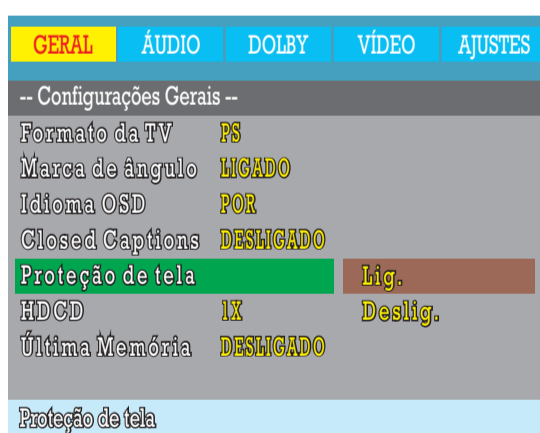 GERAL ÁUDIO DOLBY VÍDEO AJUSTES
-- Configurações Gerais --
Formato da TV PS
Marca de ângulo LIGADO
Idioma OSD POR
Closed Captions DESLIGADO
Proteção de tela Lig.
HDCD 1X Deslig.
Última Memória DESLIGADO
Proteção de tela